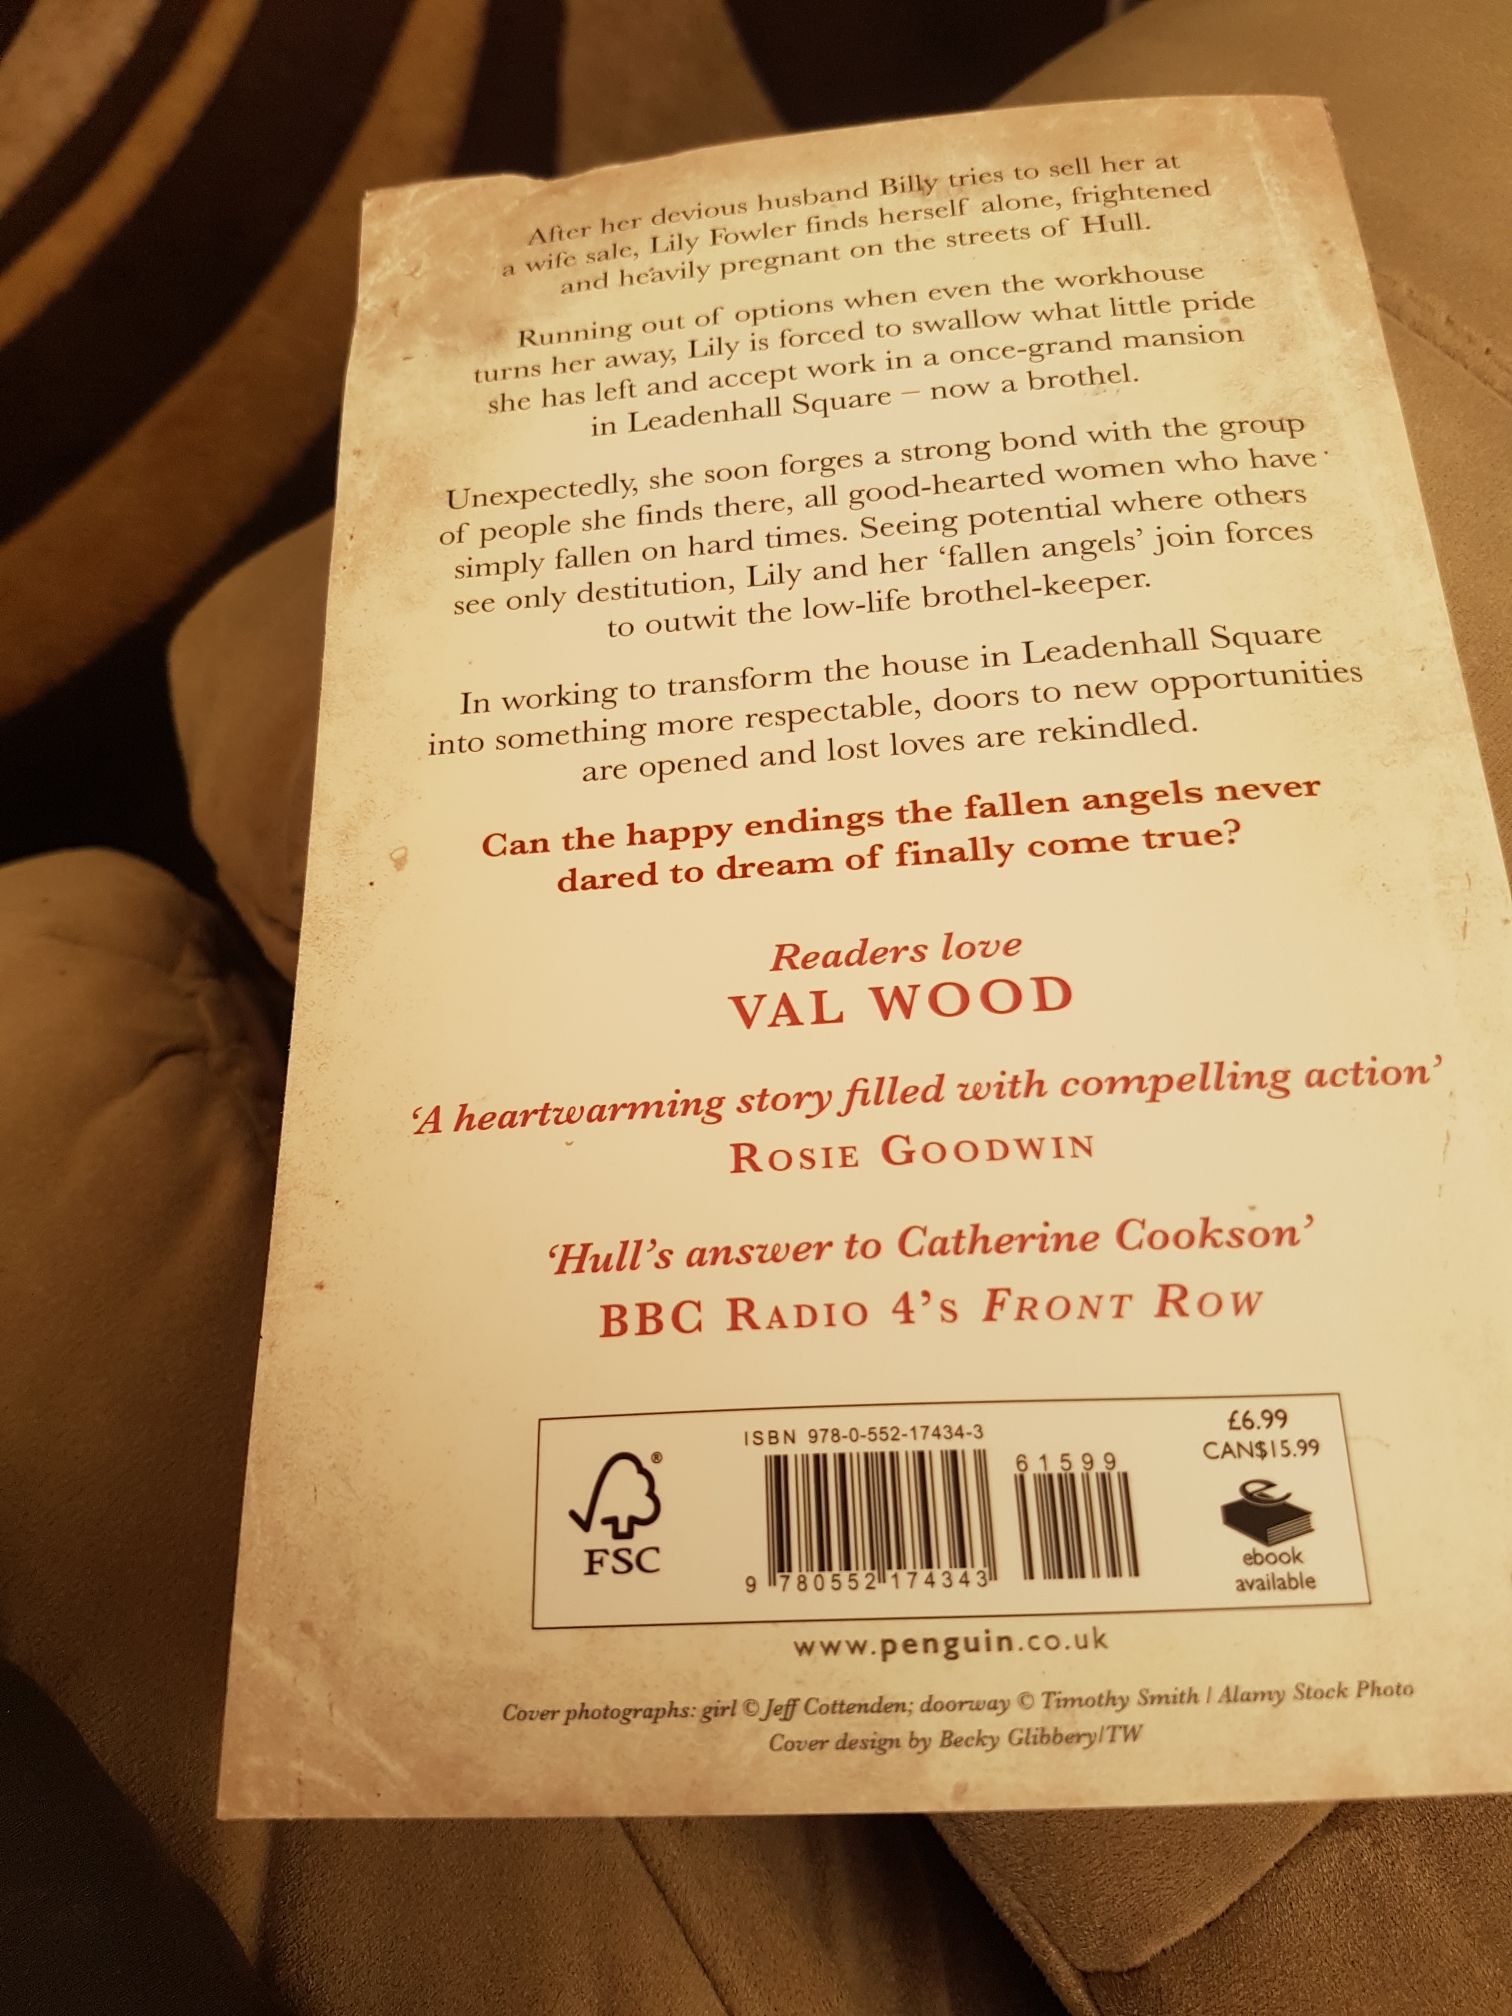 After her devious husband Billy tries to sell her at
a wife sale, Lily Fowler finds herself alone, frightened
and heavily pregnant on the streets of Hull.
Running out of options when even the workhouse
turns her away, Lily is forced to swallow what little pride
she has left and accept work in a once-grand mansion
in Leadenhall Square – now a brothel.
Unexpectedly, she soon forges a strong bond with the group
of people she finds there, all good-hearted women who have
simply fallen on hard times. Seeing potential where others
see only destitution, Lily and her ‘fallen angels’ join forces
to outwit the low-life brothel-keeper.
In working to transform the house in Leadenhall Square
into something more respectable, doors to new opportunities
are opened and lost loves are rekindled.
Can the happy endings the fallen angels never
dared to dream of finally come true?
Readers love
VAL WOOD
‘A heartwarming story filled with compelling action’
ROSIE GOODWIN
‘Hull’s answer to Catherine Cookson’
BBC RADIO 4’S FRONT ROW
ISBN 978-0-552-17434-3
61599
9 780552 174343
£6.99
CAN$15.99
ebook
available
®
FSC
www.penguin.co.uk
Cover photographs: girl © Jeff Cottenden; doorway © Timothy Smith / Alamy Stock Photo
Cover design by Becky Glibbery/TW